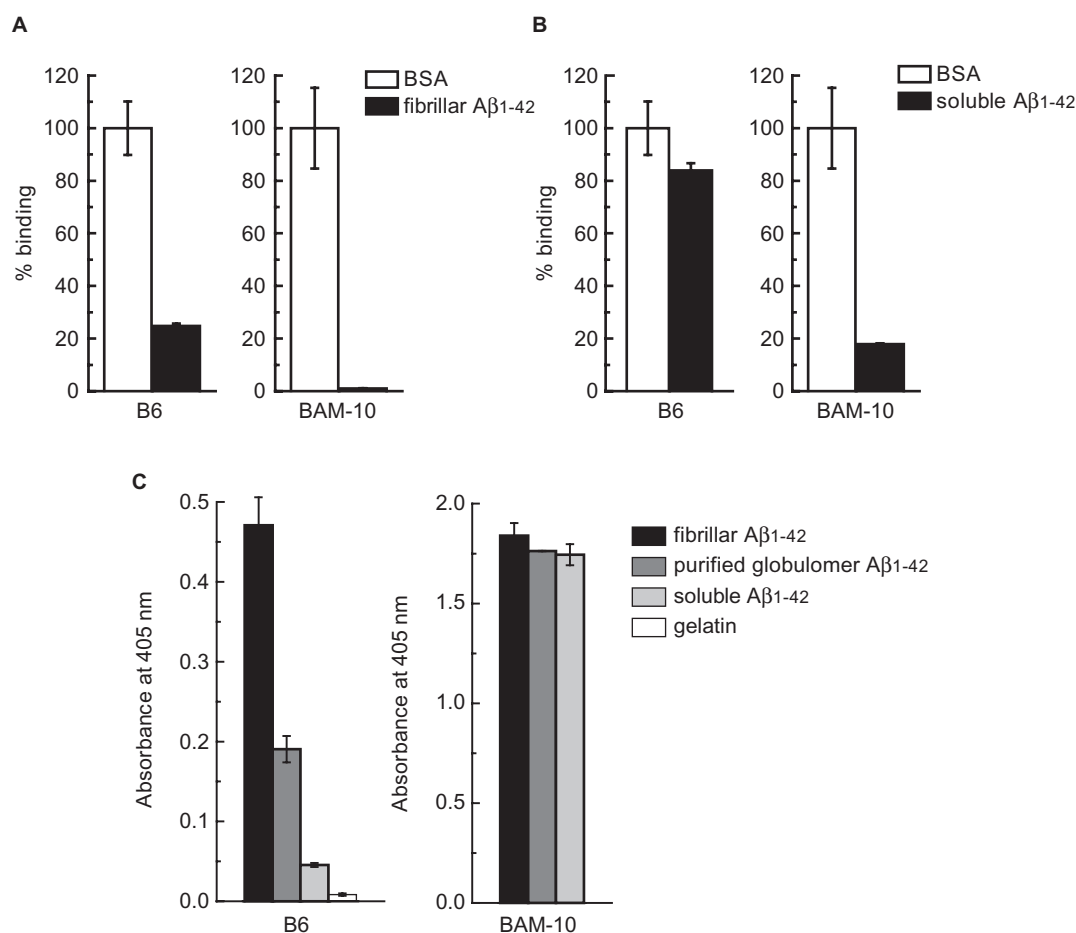 A
% binding
120
100
80
60
40
20
0
B6
120
100
80
60
40
20
0
BAM-10
BSA
fibrillar Aβ1-42
B
% binding
120
100
80
60
40
20
0
B6
120
100
80
60
40
20
0
BAM-10
BSA
soluble Aβ1-42
C
Absorbance at 405 nm
0.5
0.4
0.3
0.2
0.1
0.0
B6
Absorbance at 405 nm
2.0
1.5
1.0
0.5
0.0
BAM-10
fibrillar Aβ1-42
purified globulomer Aβ1-42
soluble Aβ1-42
gelatin